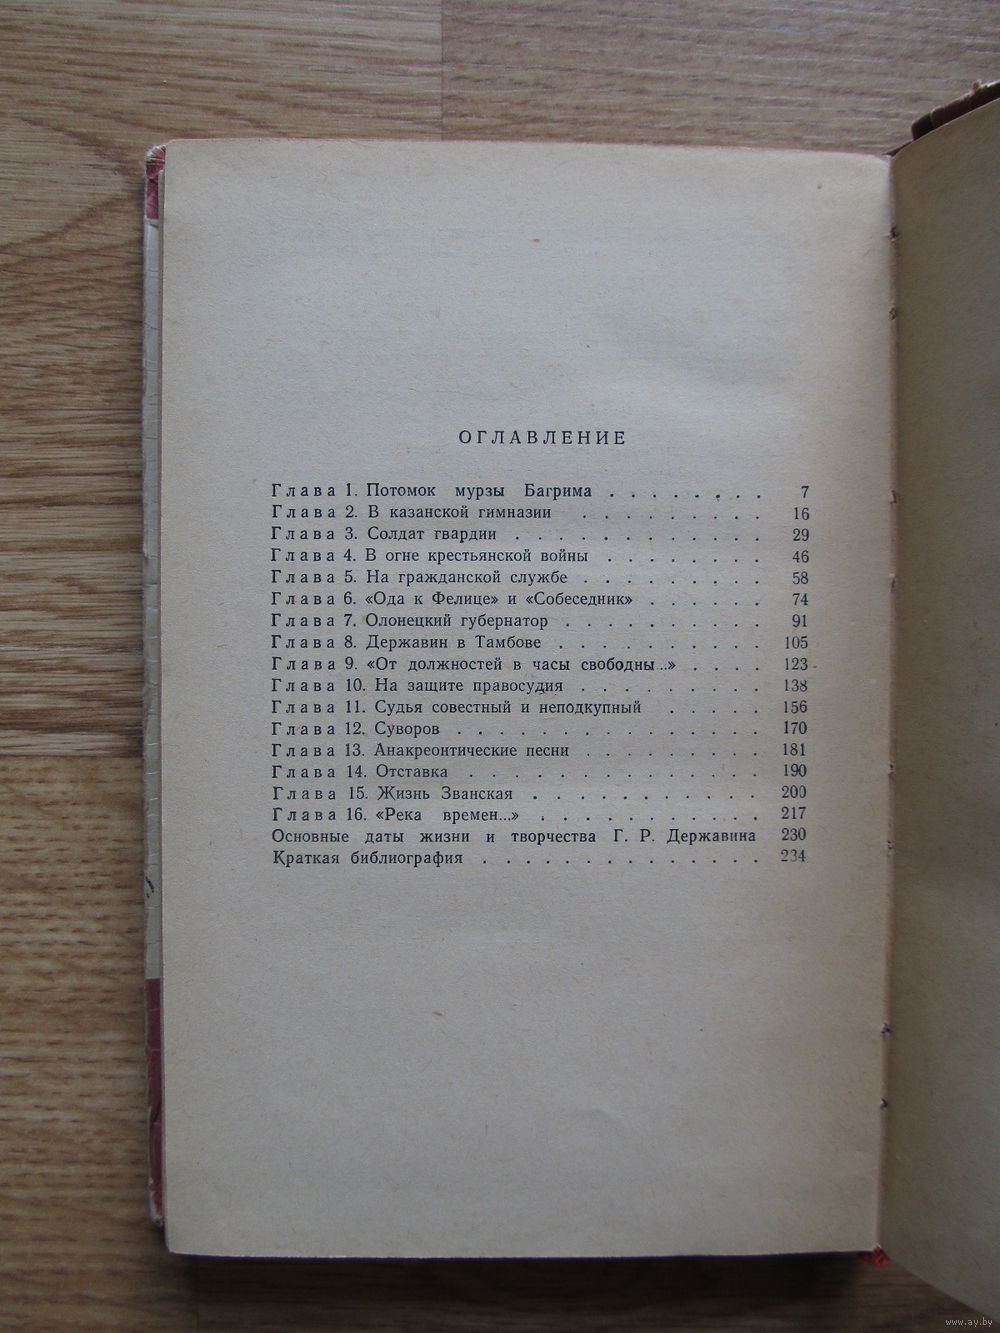 ОГЛАВЛЕНИЕ
Глава 1. Потомок мурзы Багрима . . . . . . . . 7
Глава 2. В казанской гимназии . . . . . . . . . 16
Глава 3. Солдат гвардии . . . . . . . . . . . . 29
Глава 4. В огне крестьянской войны . . . . . . . 46
Глава 5. На гражданской службе . . . . . . . . . 58
Глава 6. «Ода к Фелице» и «Собеседник» . . . . . 74
Глава 7. Олонецкий губернатор . . . . . . . . . . 91
Глава 8. Державин в Тамбове . . . . . . . . . . 105
Глава 9. «От должностей в часы свободны...» . . . . 123
Глава 10. На защите правосудия . . . . . . . . . 138
Глава 11. Судья совестный и неподкупный . . . . 156
Глава 12. Суворов . . . . . . . . . . . . . . 170
Глава 13. Анакреонтические песни . . . . . . . . 181
Глава 14. Отставка . . . . . . . . . . . . . 190
Глава 15. Жизнь Званская . . . . . . . . . . . 200
Глава 16. «Река времен...» . . . . . . . . . . 217
Основные даты жизни и творчества Г. Р. Державина 230
Краткая библиография . . . . . . . . . . . . . 234
www.ay.by